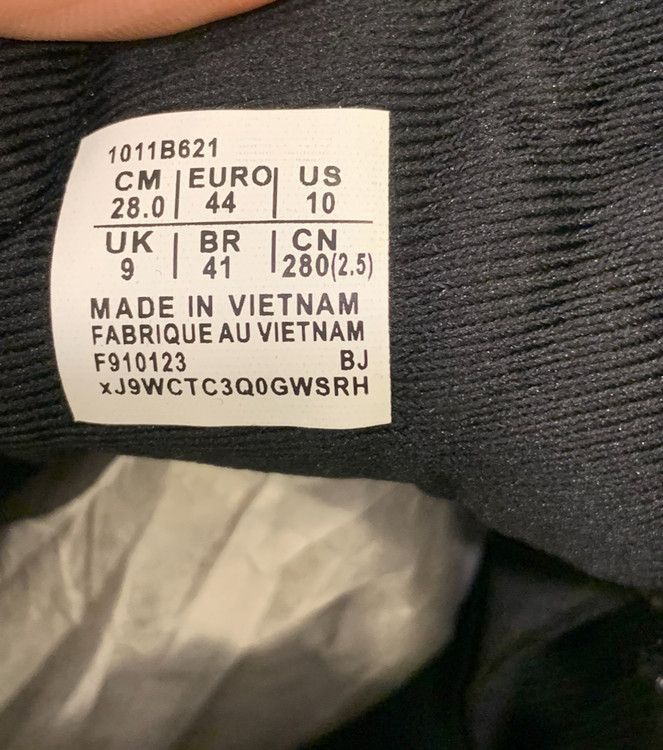 1011B621
CM | EURO | US
28.0 | 44 | 10
UK | BR | CN
9 | 41 | 280(2.5)
MADE IN VIETNAM
FABRIQUE AU VIETNAM
F910123 BJ
xJ9WCTC3Q0GWSRH